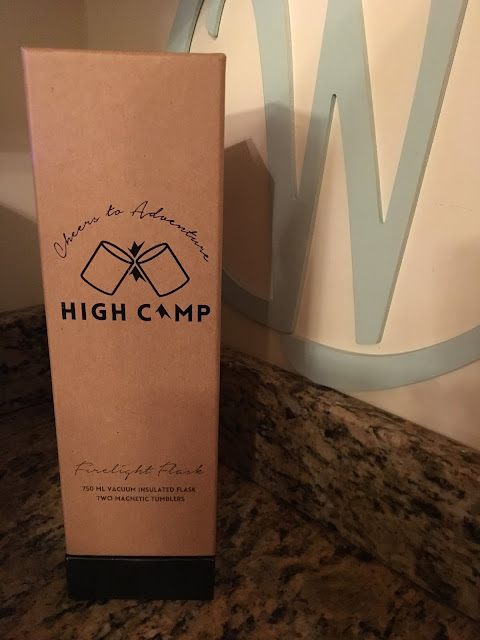 Cheers to Adventure
HIGH CAMP
Firelight Flask
750 ML VACUUM INSULATED FLASK
TWO MAGNETIC TUMBLERS
W